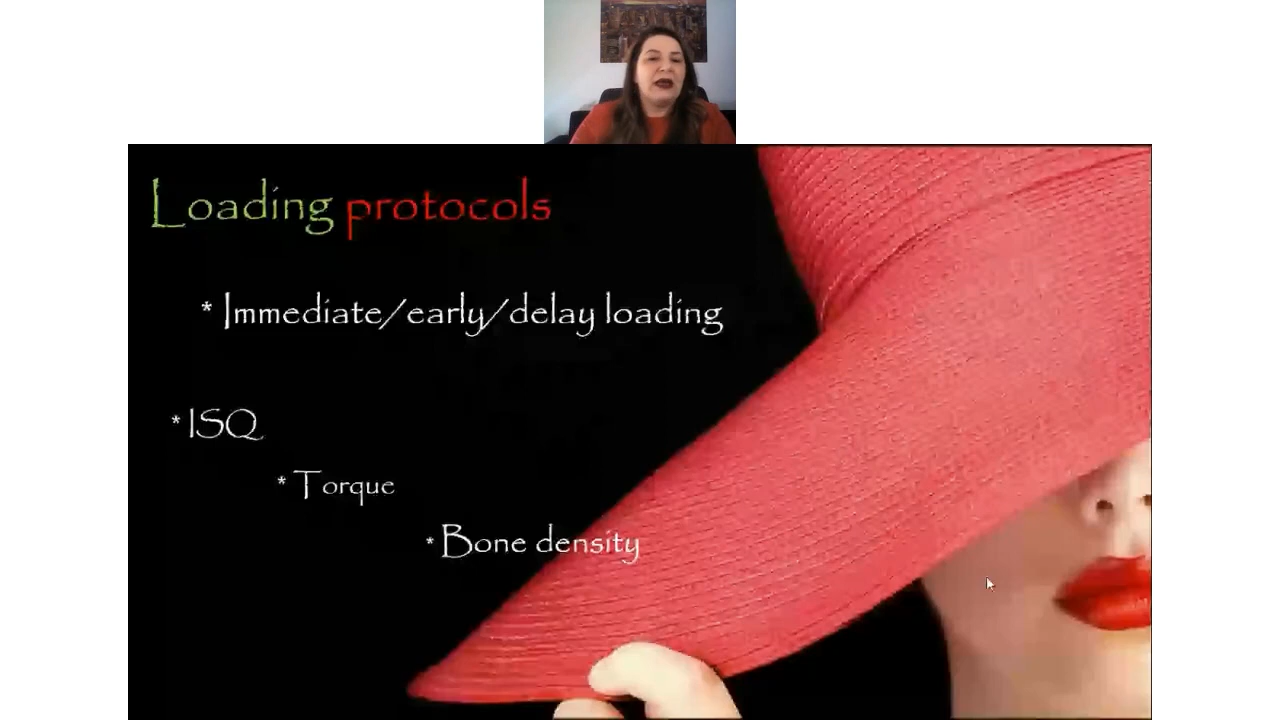 Loading protocols
* Immediate/early/delay loading
* ISQ
* Torque
* Bone density